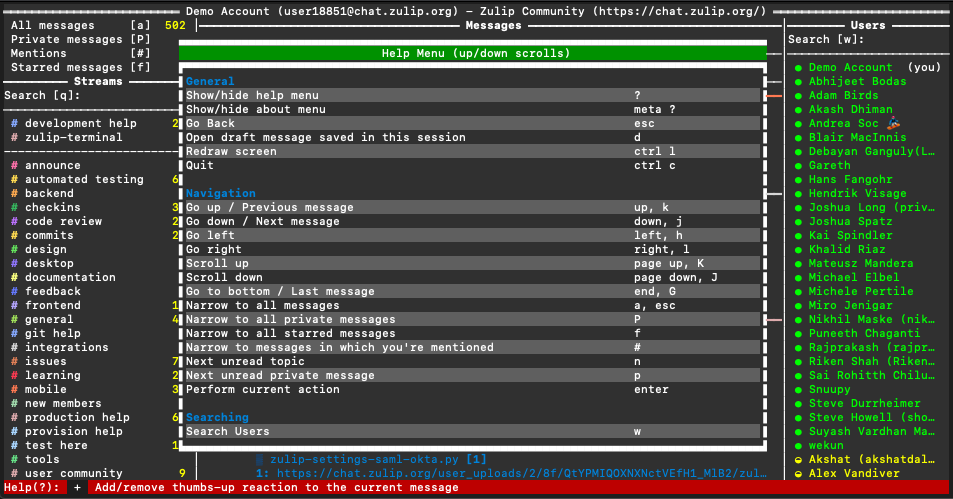 Demo Account (user18851@chat.zulip.org) - Zulip Community (https://chat.zulip.org/)
All messages [a] 502
Private messages [P]
Mentions [#]
Starred messages [f]
Streams
Search [q]:
# development help 2
# zulip-terminal
# announce
# automated testing 6
# backend
# checkins 3
# code review 2
# commits 2
# design
# desktop
# documentation
# feedback
# frontend 1
# general 4
# git help
# integrations
# issues 7
# learning 2
# mobile 3
# new members
# production help 6
# provision help
# test here 1
# tools
# user community 9
Messages
Help Menu (up/down scrolls)
General
Show/hide help menu ?
Show/hide about menu meta ?
Go Back esc
Open draft message saved in this session d
Redraw screen ctrl l
Quit ctrl c
Navigation
Go up / Previous message up, k
Go down / Next message down, j
Go left left, h
Go right right, l
Scroll up page up, K
Scroll down page down, J
Go to bottom / Last message end, G
Narrow to all messages a, esc
Narrow to all private messages P
Narrow to all starred messages f
Narrow to messages in which you're mentioned #
Next unread topic n
Next unread private message p
Perform current action enter
Searching
Search Users w
zulip-settings-saml-okta.py [1]
1: https://chat.zulip.org/user_uploads/2/8f/QtYPMIQOXNXNctVEfH1_MlB2/zul…
Users
Search [w]:
Demo Account (you)
Abhijeet Bodas
Adam Birds
Akash Dhiman
Andrea Soc
Blair MacInnis
Debayan Ganguly(L…
Gareth
Hans Fangohr
Hendrik Visage
Joshua Long (priv…
Joshua Spatz
Kai Spindler
Khalid Riaz
Mateusz Mandera
Michael Elbel
Michele Pertile
Miro Jenigar
Nikhil Maske (nik…
Puneeth Chaganti
Rajprakash (rajpr…
Riken Shah (Riken…
Sai Rohitth Chilu…
Snuupy
Steve Durrheimer
Steve Howell (sho…
Suyash Vardhan Ma…
wekun
Akshat (akshatdal…
Alex Vandiver
Help(?): + Add/remove thumbs-up reaction to the current message